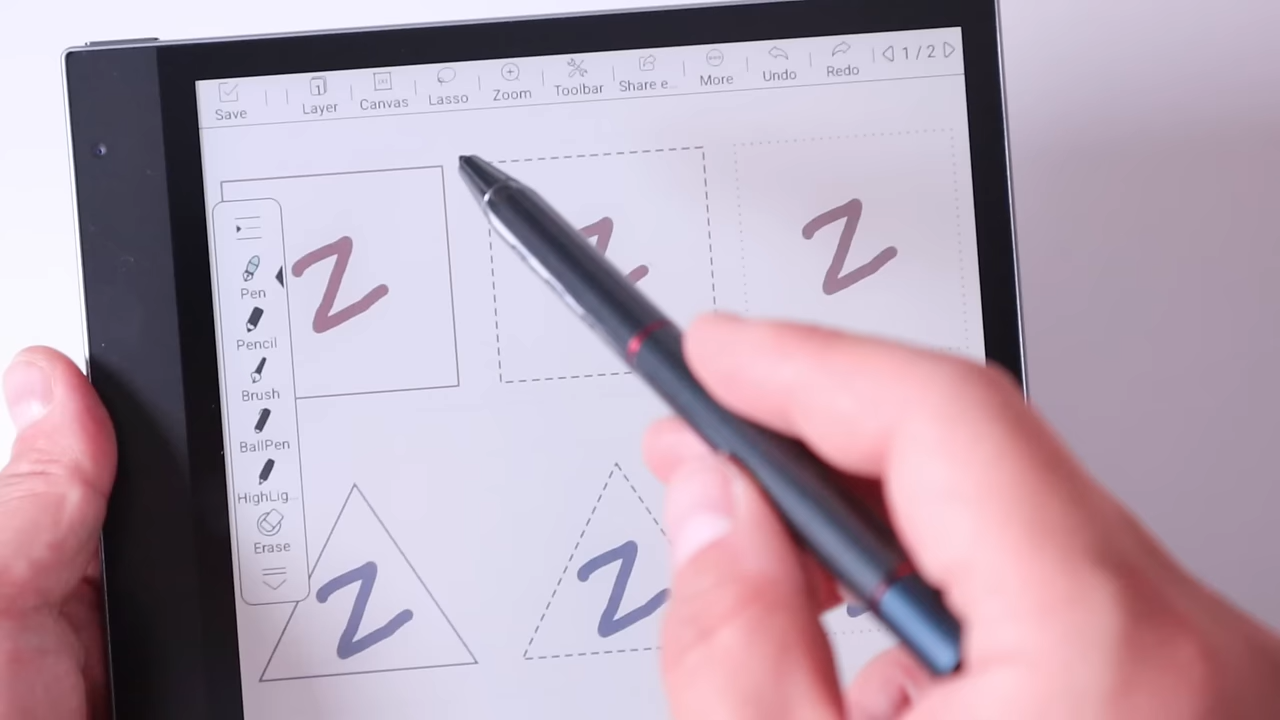 Save Layer Canvas Lasso Zoom Toolbar Share e... More Undo Redo 1 / 2
Z Z Z
Pen
Pencil
Brush
BallPen
HighLig...
Erase
Z Z